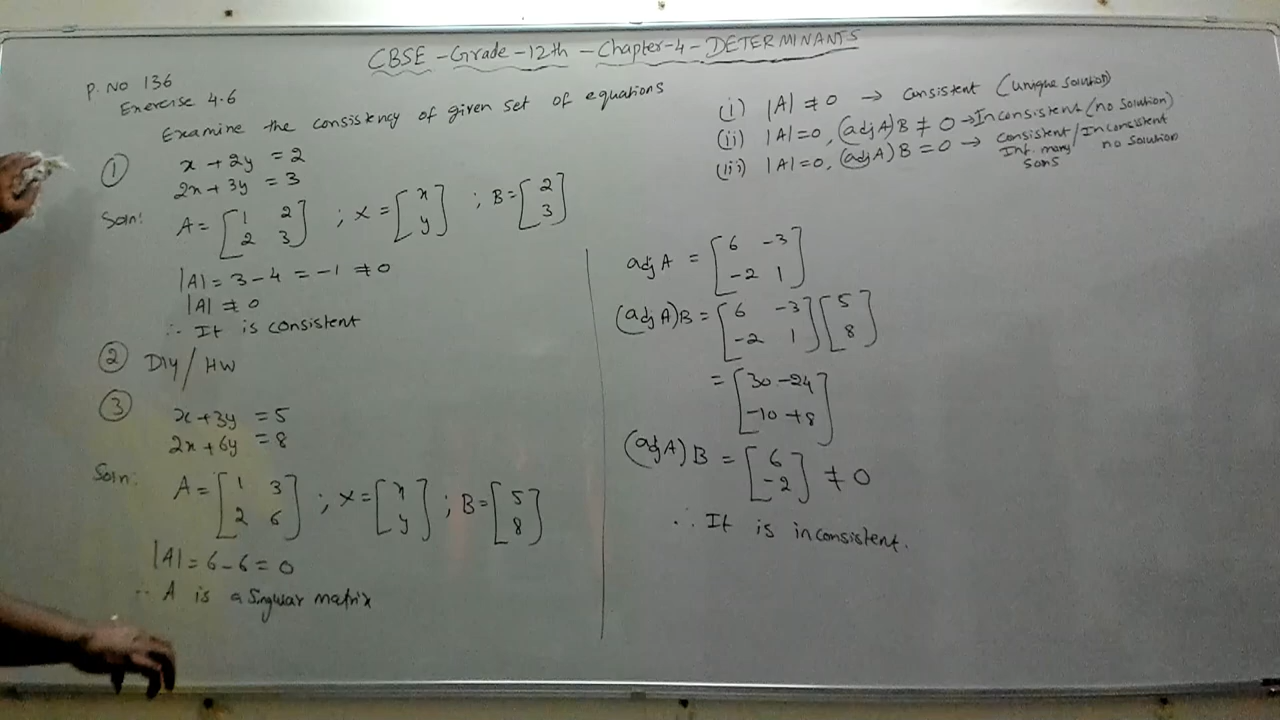 CBSE - Grade - 12th - Chapter-4 - DETERMINANTS
P. NO 136
Exercise 4.6
Examine the consistency of given set of equations
① x + 2y = 2
2x + 3y = 3
Soln: A = [1 2; 2 3] ; X = [x; y] ; B = [2; 3]
|A| = 3 - 4 = -1 ≠ 0
|A| ≠ 0
∴ It is consistent
② DIY / HW
③ x + 3y = 5
2x + 6y = 8
Soln: A = [1 3; 2 6] ; X = [x; y] ; B = [5; 8]
|A| = 6 - 6 = 0
∴ A is a Singular matrix
(i) |A| ≠ 0 → consistent (unique solution)
(ii) |A| = 0, (adj A) B ≠ 0 → Inconsistent (no solution)
(iii) |A| = 0, (adj A) B = 0 → consistent / Inconsistent
Inf. many no solution
solns
adj A = [6 -3; -2 1]
(adj A) B = [6 -3; -2 1] [5; 8]
= [30 - 24; -10 + 8]
(adj A) B = [6; -2] ≠ 0
∴ It is inconsistent.